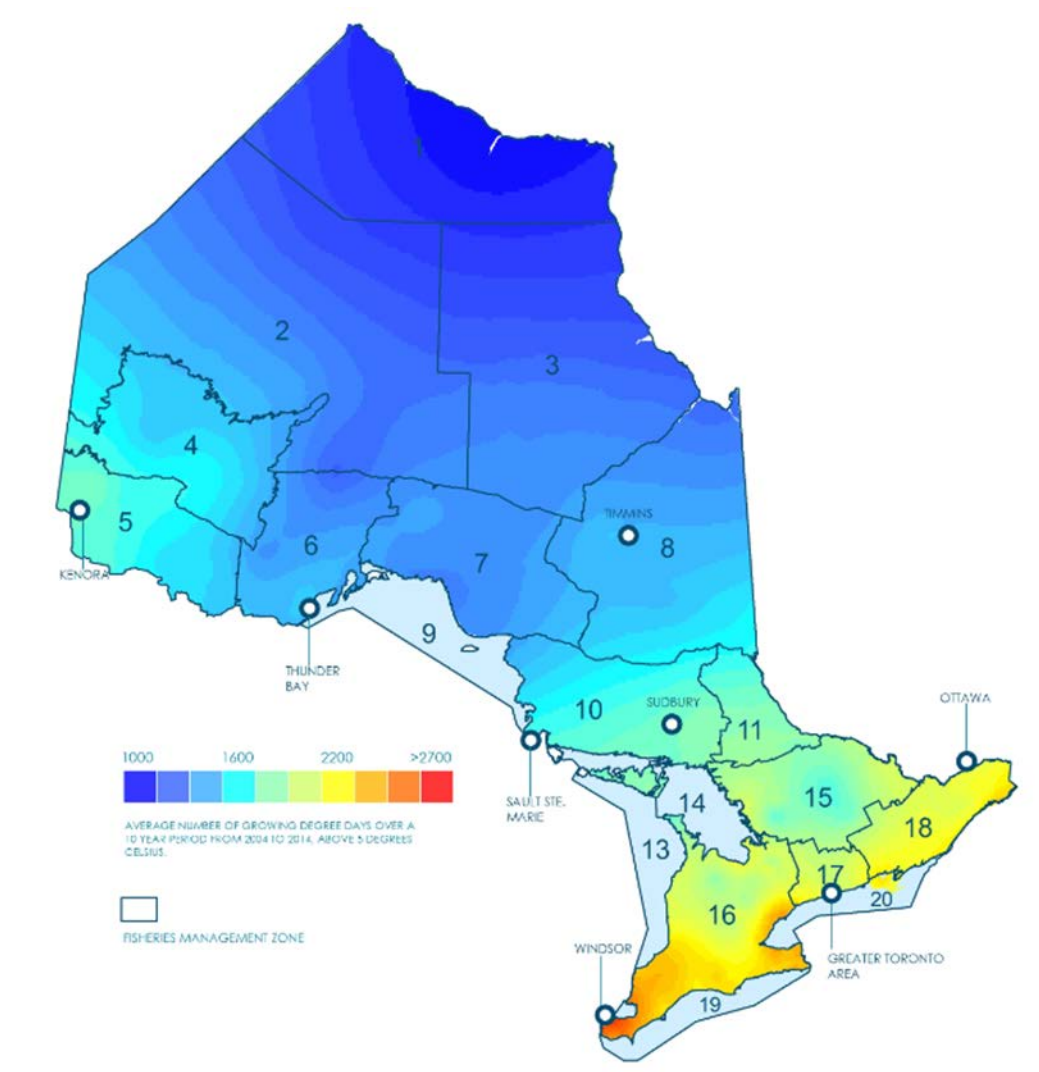 2
3
4
5
KENORA
6
7
TIMMINS
8
9
THUNDER
BAY
10
SUDBURY
11
OTTAWA
1000 1600 2200 >2700
AVERAGE NUMBER OF GROWING DEGREE DAYS OVER A
10 YEAR PERIOD FROM 2004 TO 2014, ABOVE 5 DEGREES
CELSIUS.
SAULT STE.
MARIE
14
15
13
18
17
20
16
FISHERIES MANAGEMENT ZONE
WINDSOR
GREATER TORONTO
AREA
19